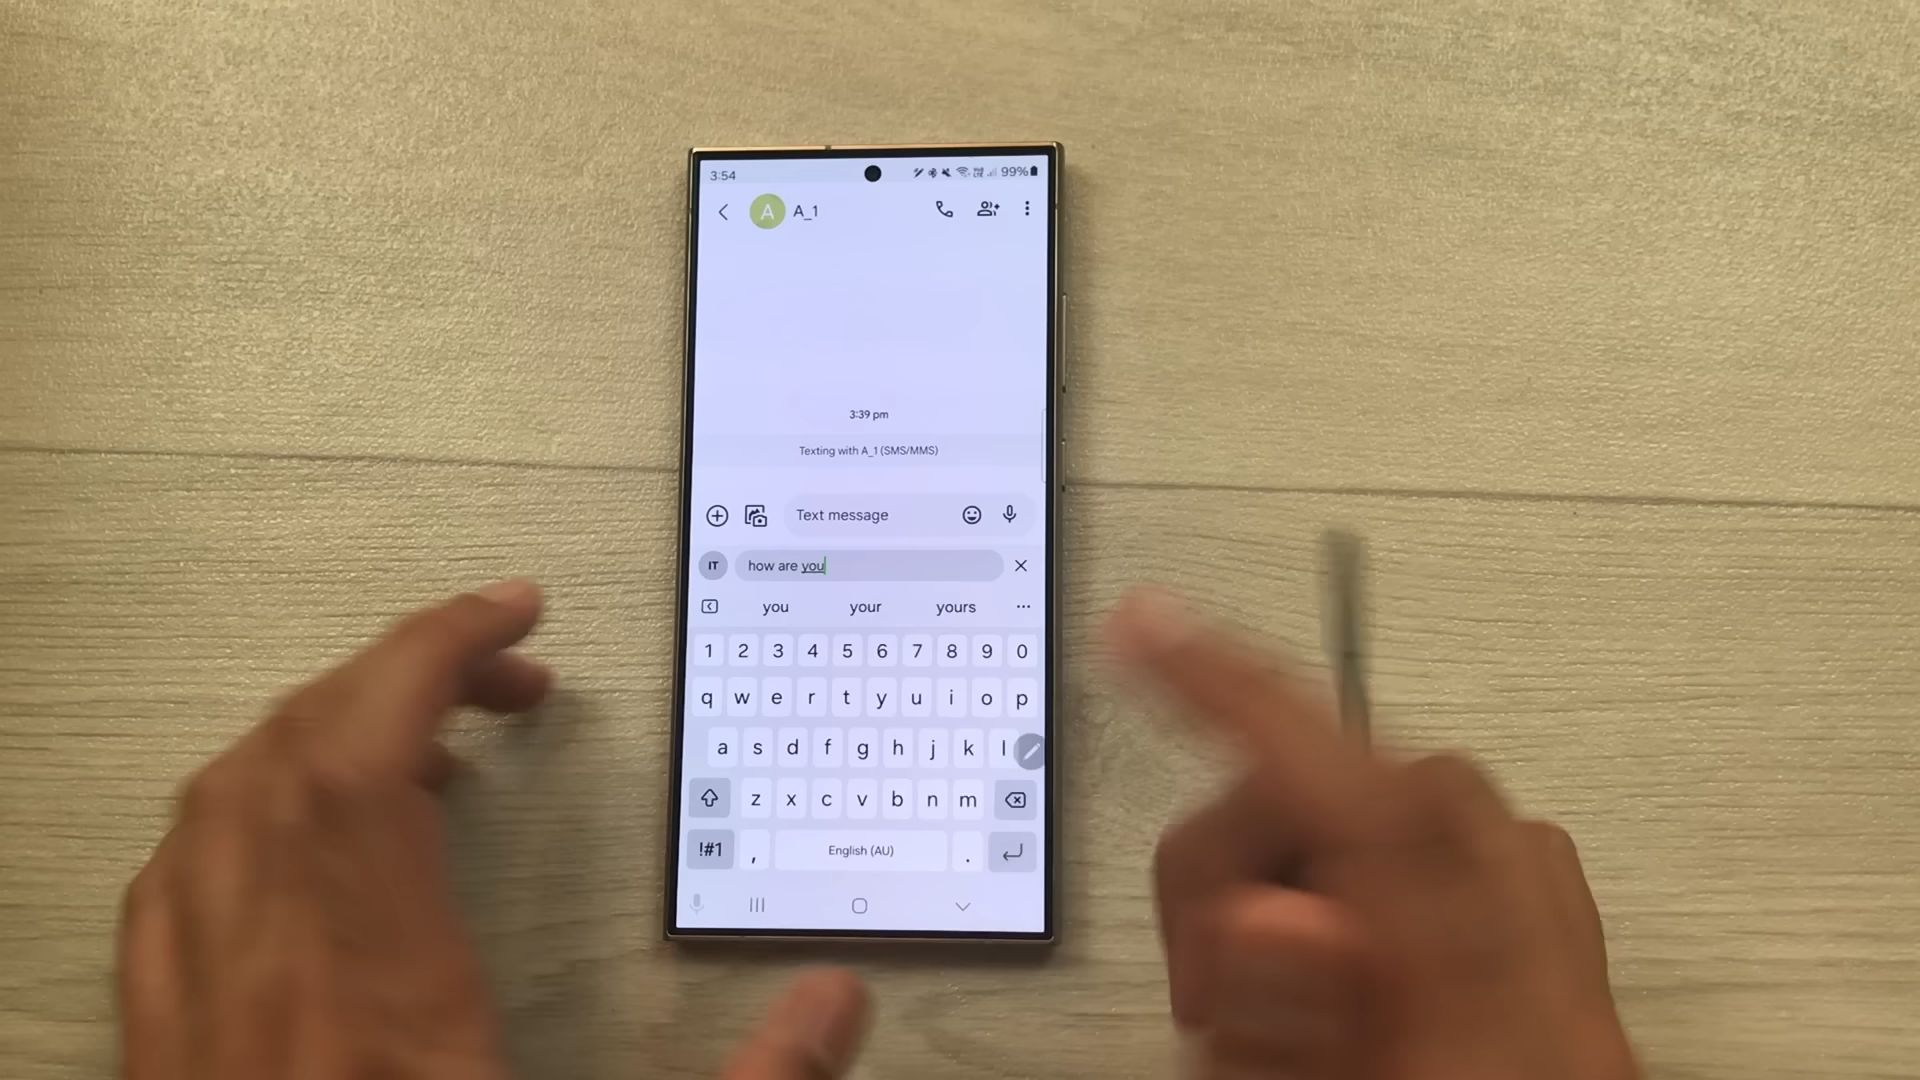 3:54 99%
A A_1
3:39 pm
Texting with A_1 (SMS/MMS)
Text message
IT how are you
you your yours
1 2 3 4 5 6 7 8 9 0
q w e r t y u i o p
a s d f g h j k l
z x c v b n m
!#1 , English (AU) .